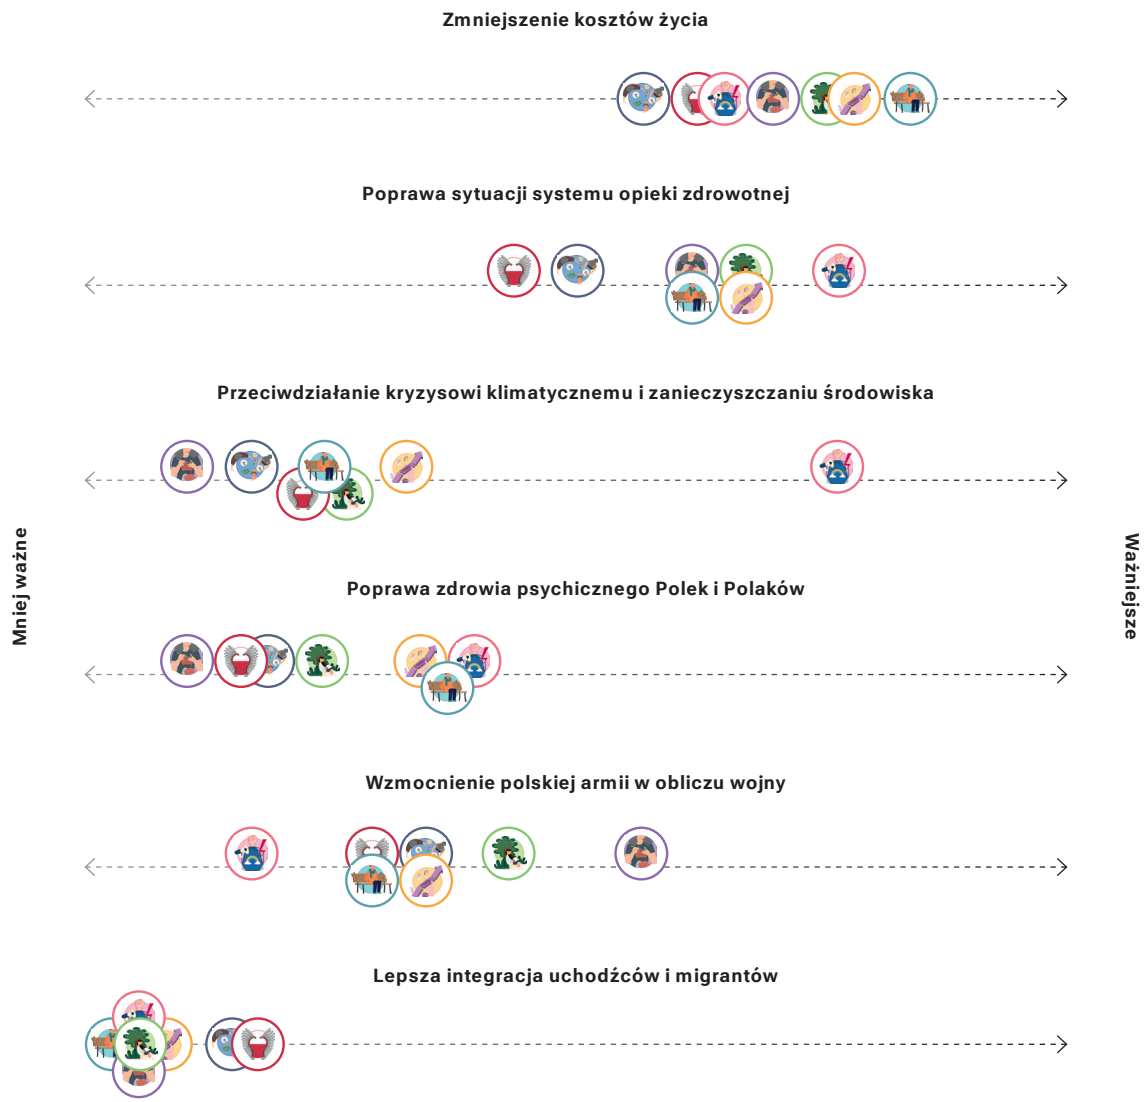 Zmniejszenie kosztów życia
Poprawa sytuacji systemu opieki zdrowotnej
Przeciwdziałanie kryzysowi klimatycznemu i zanieczyszczaniu środowiska
Mniej ważne
Ważniejsze
Poprawa zdrowia psychicznego Polek i Polaków
Wzmocnienie polskiej armii w obliczu wojny
Lepsza integracja uchodźców i migrantów